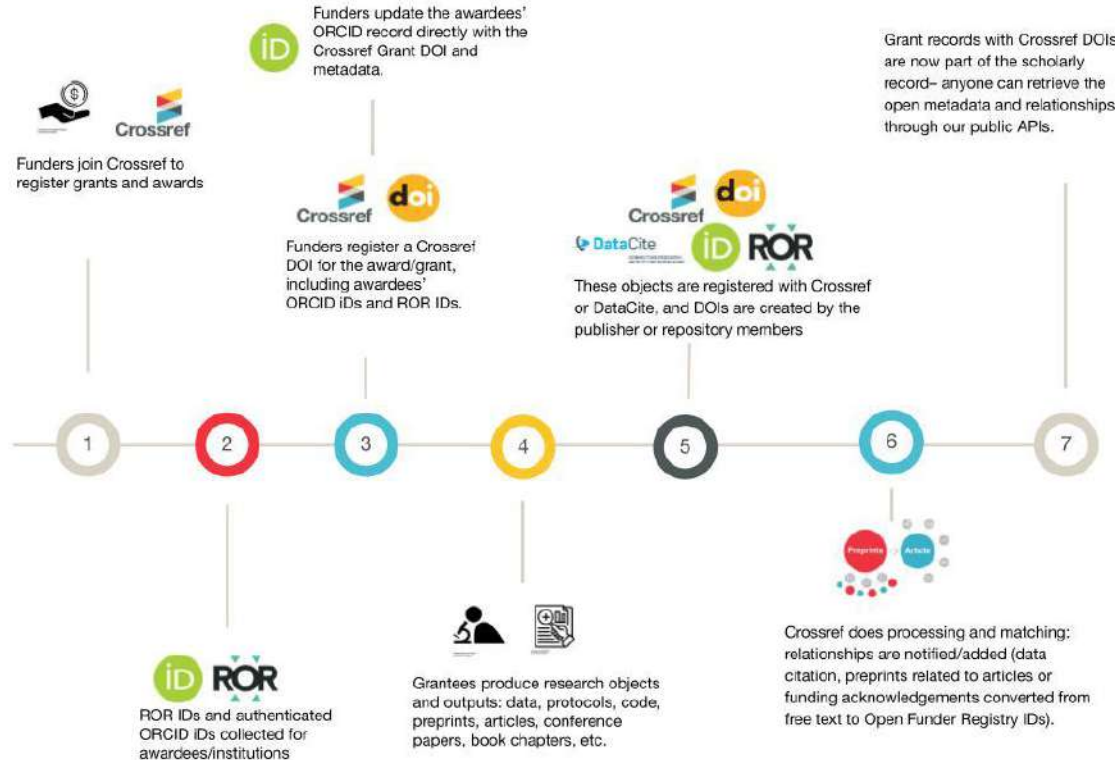 Funders update the awardees'
ORCID record directly with the
Crossref Grant DOI and
metadata.
iD
Grant records with Crossref DOIs
are now part of the scholarly
record– anyone can retrieve the
open metadata and relationships
through our public APIs.
$
Crossref
Funders join Crossref to
register grants and awards
Crossref
doi
Funders register a Crossref
DOI for the award/grant,
including awardees'
ORCID iDs and ROR IDs.
Crossref
doi
DataCite
iD
ROR
These objects are registered with Crossref
or DataCite, and DOIs are created by the
publisher or repository members
1
2
3
4
5
6
7
iD
ROR
ROR IDs and authenticated
ORCID iDs collected for
awardees/institutions
Grantees produce research objects
and outputs: data, protocols, code,
preprints, articles, conference
papers, book chapters, etc.
Preprints
Article
Crossref does processing and matching:
relationships are notified/added (data
citation, preprints related to articles or
funding acknowledgements converted from
free text to Open Funder Registry IDs).